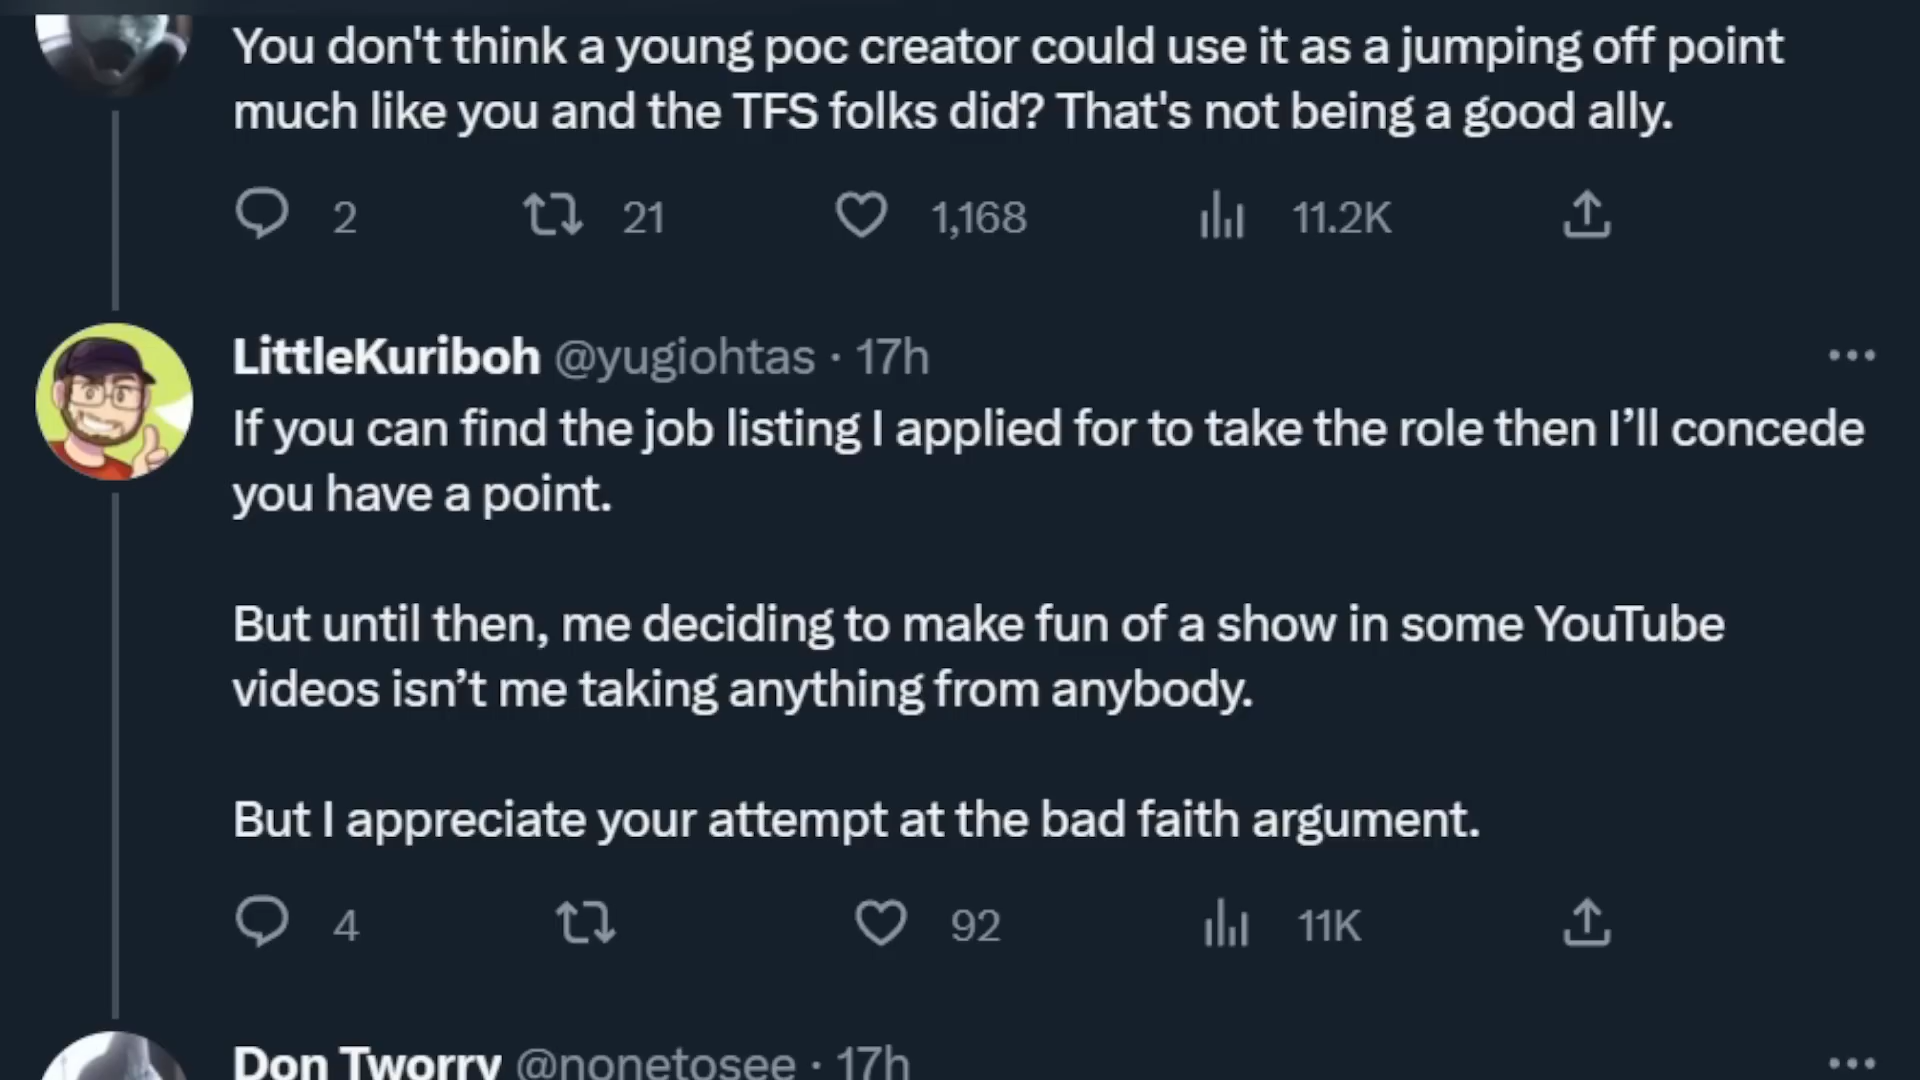 You don't think a young poc creator could use it as a jumping off point
much like you and the TFS folks did? That's not being a good ally.
2 21 1,168 11.2K
LittleKuriboh @yugiohtas · 17h
If you can find the job listing I applied for to take the role then I’ll concede
you have a point.
But until then, me deciding to make fun of a show in some YouTube
videos isn’t me taking anything from anybody.
But I appreciate your attempt at the bad faith argument.
4 92 11K
Don Tworry @nonetosee · 17h